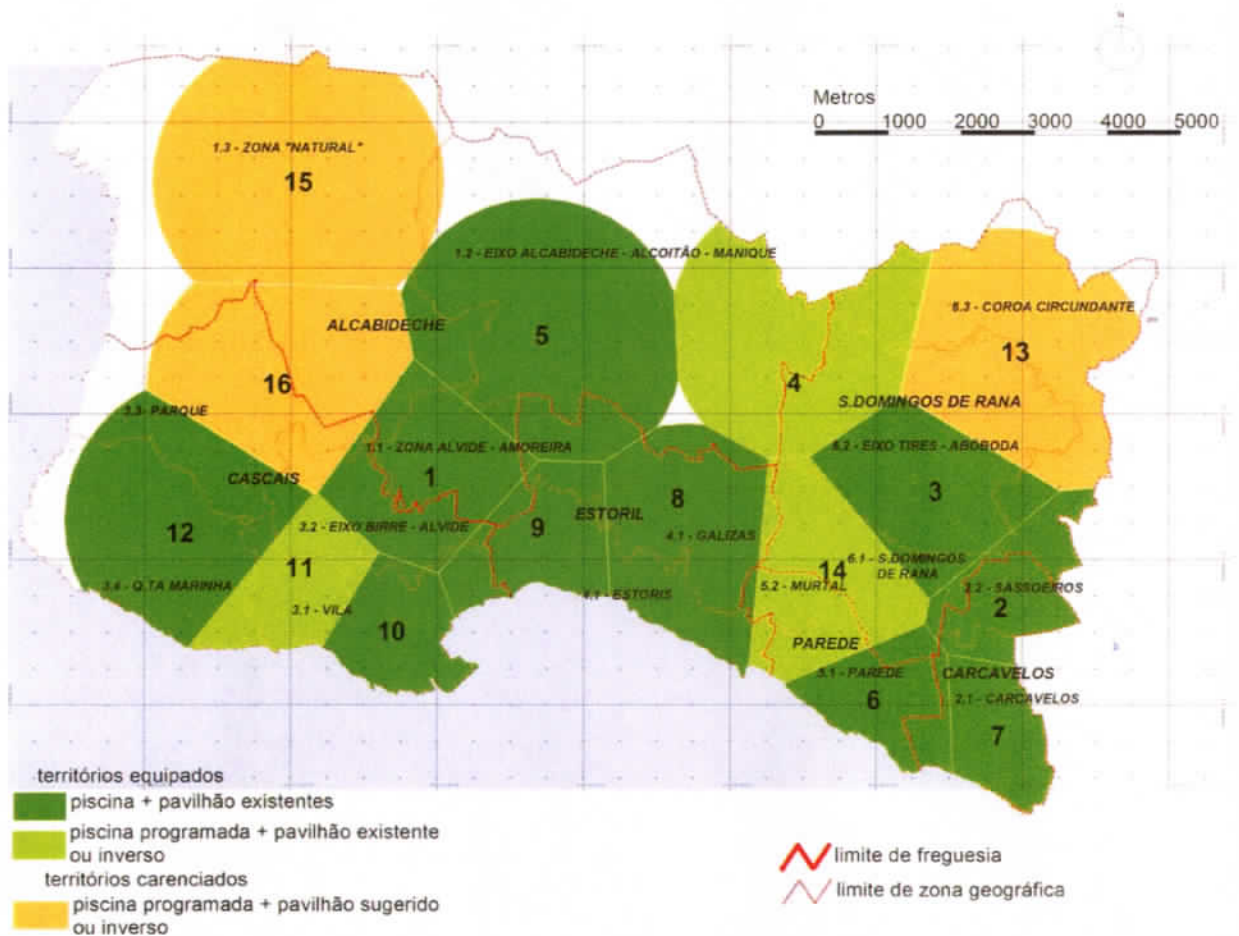 N
Metros
0 1000 2000 3000 4000 5000
1.3 - ZONA "NATURAL"
15
1.2 - EIXO ALCABIDECHE - ALCOITÃO - MANIQUE
6.3 - COROA CIRCUNDANTE
ALCABIDECHE
5
13
16
4
S.DOMINGOS DE RANA
3.3 - PARQUE
1.1 - ZONA ALVIDE - AMOREIRA
6.2 - EIXO TIRES - ABOBODA
CASCAIS
1
3
8
ESTORIL
9
12
3.2 - EIXO BIRRE - ALVIDE
4.1 - GALIZAS
6.1 - S.DOMINGOS
DE RANA
11
14
3.4 - Q.TA MARINHA
4.1 - ESTORIS
5.2 - MURTAL
2.2 - SASSOEIROS
2
3.1 - VILA
10
PAREDE
5.1 - PAREDE
CARCAVELOS
6
2.1 - CARCAVELOS
7
territórios equipados
piscina + pavilhão existentes
piscina programada + pavilhão existente
ou inverso
territórios carenciados
piscina programada + pavilhão sugerido
ou inverso
limite de freguesia
limite de zona geográfica